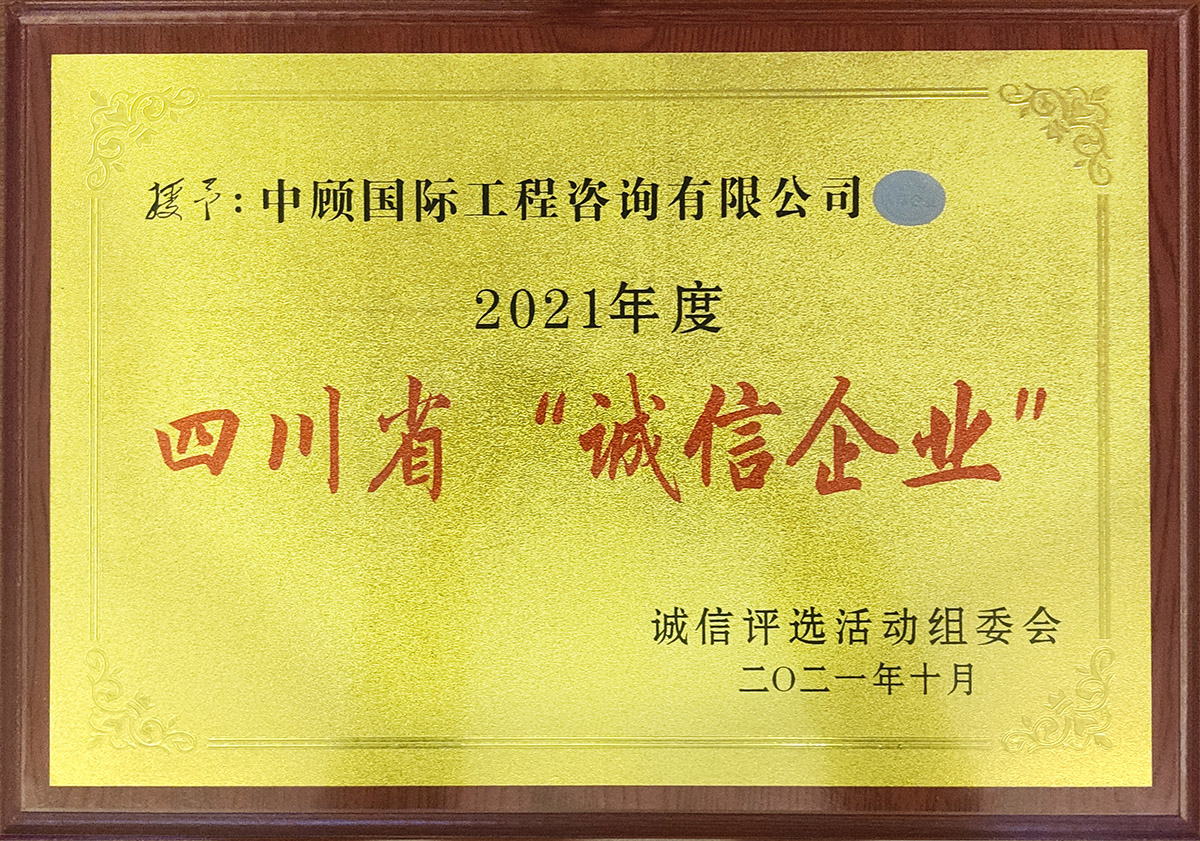 授予：中顾国际工程咨询有限公司
2021年度
四川省“诚信企业”
诚信评选活动组委会
二〇二一年十月